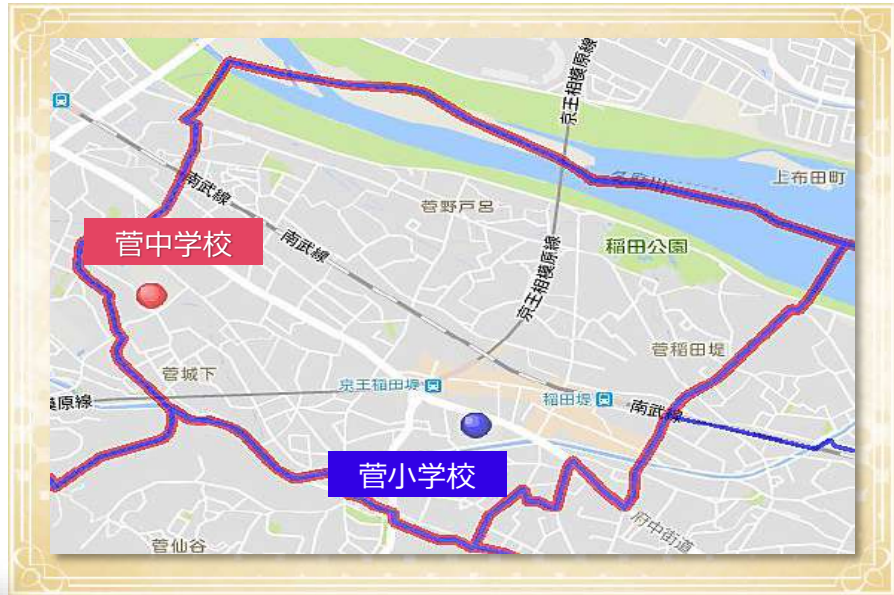 京王相模原線
上布田町
多摩川
南武線
菅野戸呂
菅中学校
南武線
京王相模原線
稲田公園
菅稲田堤
菅城下
京王稲田堤
稲田堤
模原線
南武線
菅小学校
府中街道
菅仙谷